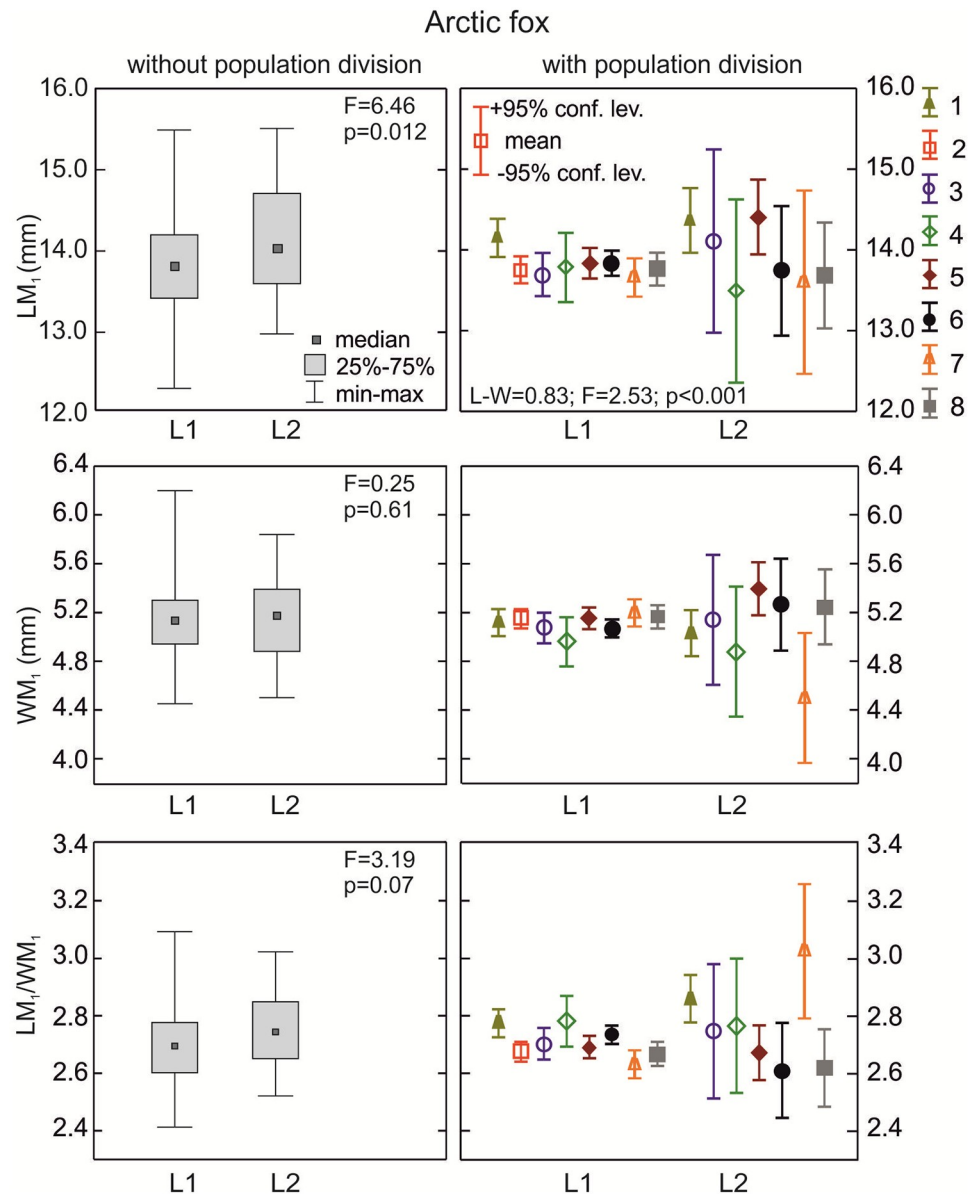 Arctic fox
without population division
with population division
LM₁ (mm)
16.0
15.0
14.0
13.0
12.0
F=6.46
p=0.012
median
25%-75%
min-max
L1 L2
+95% conf. lev.
mean
-95% conf. lev.
L-W=0.83; F=2.53; p<0.001
L1 L2
16.0
15.0
14.0
13.0
12.0
1
2
3
4
5
6
7
8
WM₁ (mm)
6.4
6.0
5.6
5.2
4.8
4.4
4.0
F=0.25
p=0.61
L1 L2
L1 L2
6.4
6.0
5.6
5.2
4.8
4.4
4.0
LM₁/WM₁
3.4
3.2
3.0
2.8
2.6
2.4
F=3.19
p=0.07
L1 L2
L1 L2
3.4
3.2
3.0
2.8
2.6
2.4